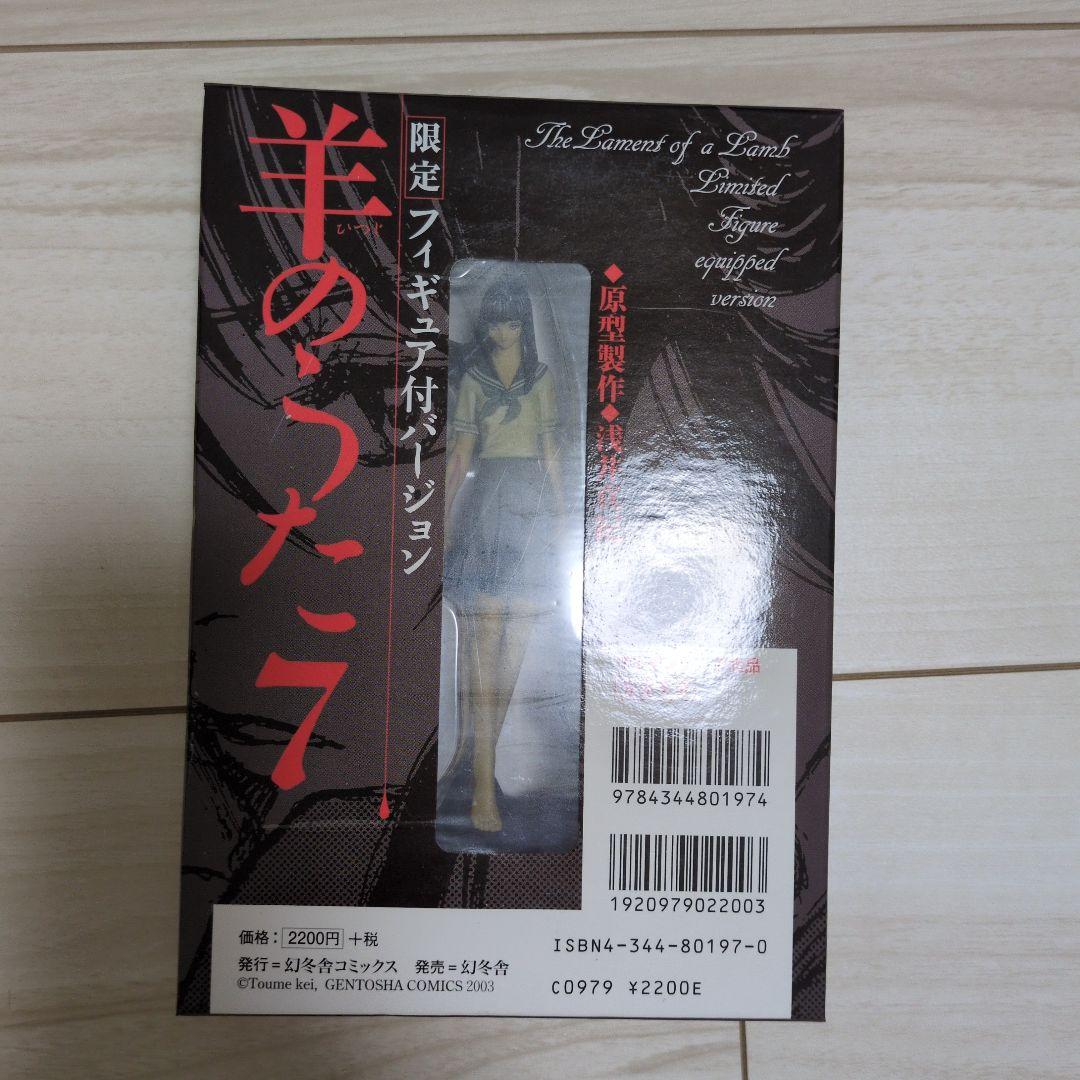 羊のうた 7
ひつじ
限定フィギュア付バージョン
The Lament of a Lamb
Limited
Figure
equipped
version
◆原型製作◆浅井
品
9784344801974
1920979022003
ISBN4-344-80197-0
C0979 ¥2200E
価格：2200円+税
発行＝幻冬舎コミックス 発売＝幻冬舎
©Toume kei, GENTOSHA COMICS 2003